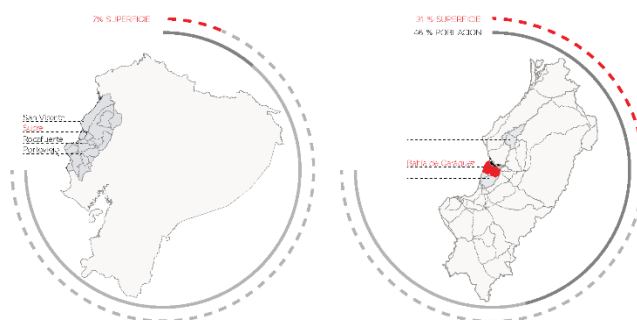 7% SUPERFICIE
San Vicente
Sucre
Rocafuerte
Portoviejo
31 % SUPERFICIE
46 % POBLACION
Bahía de Caráquez